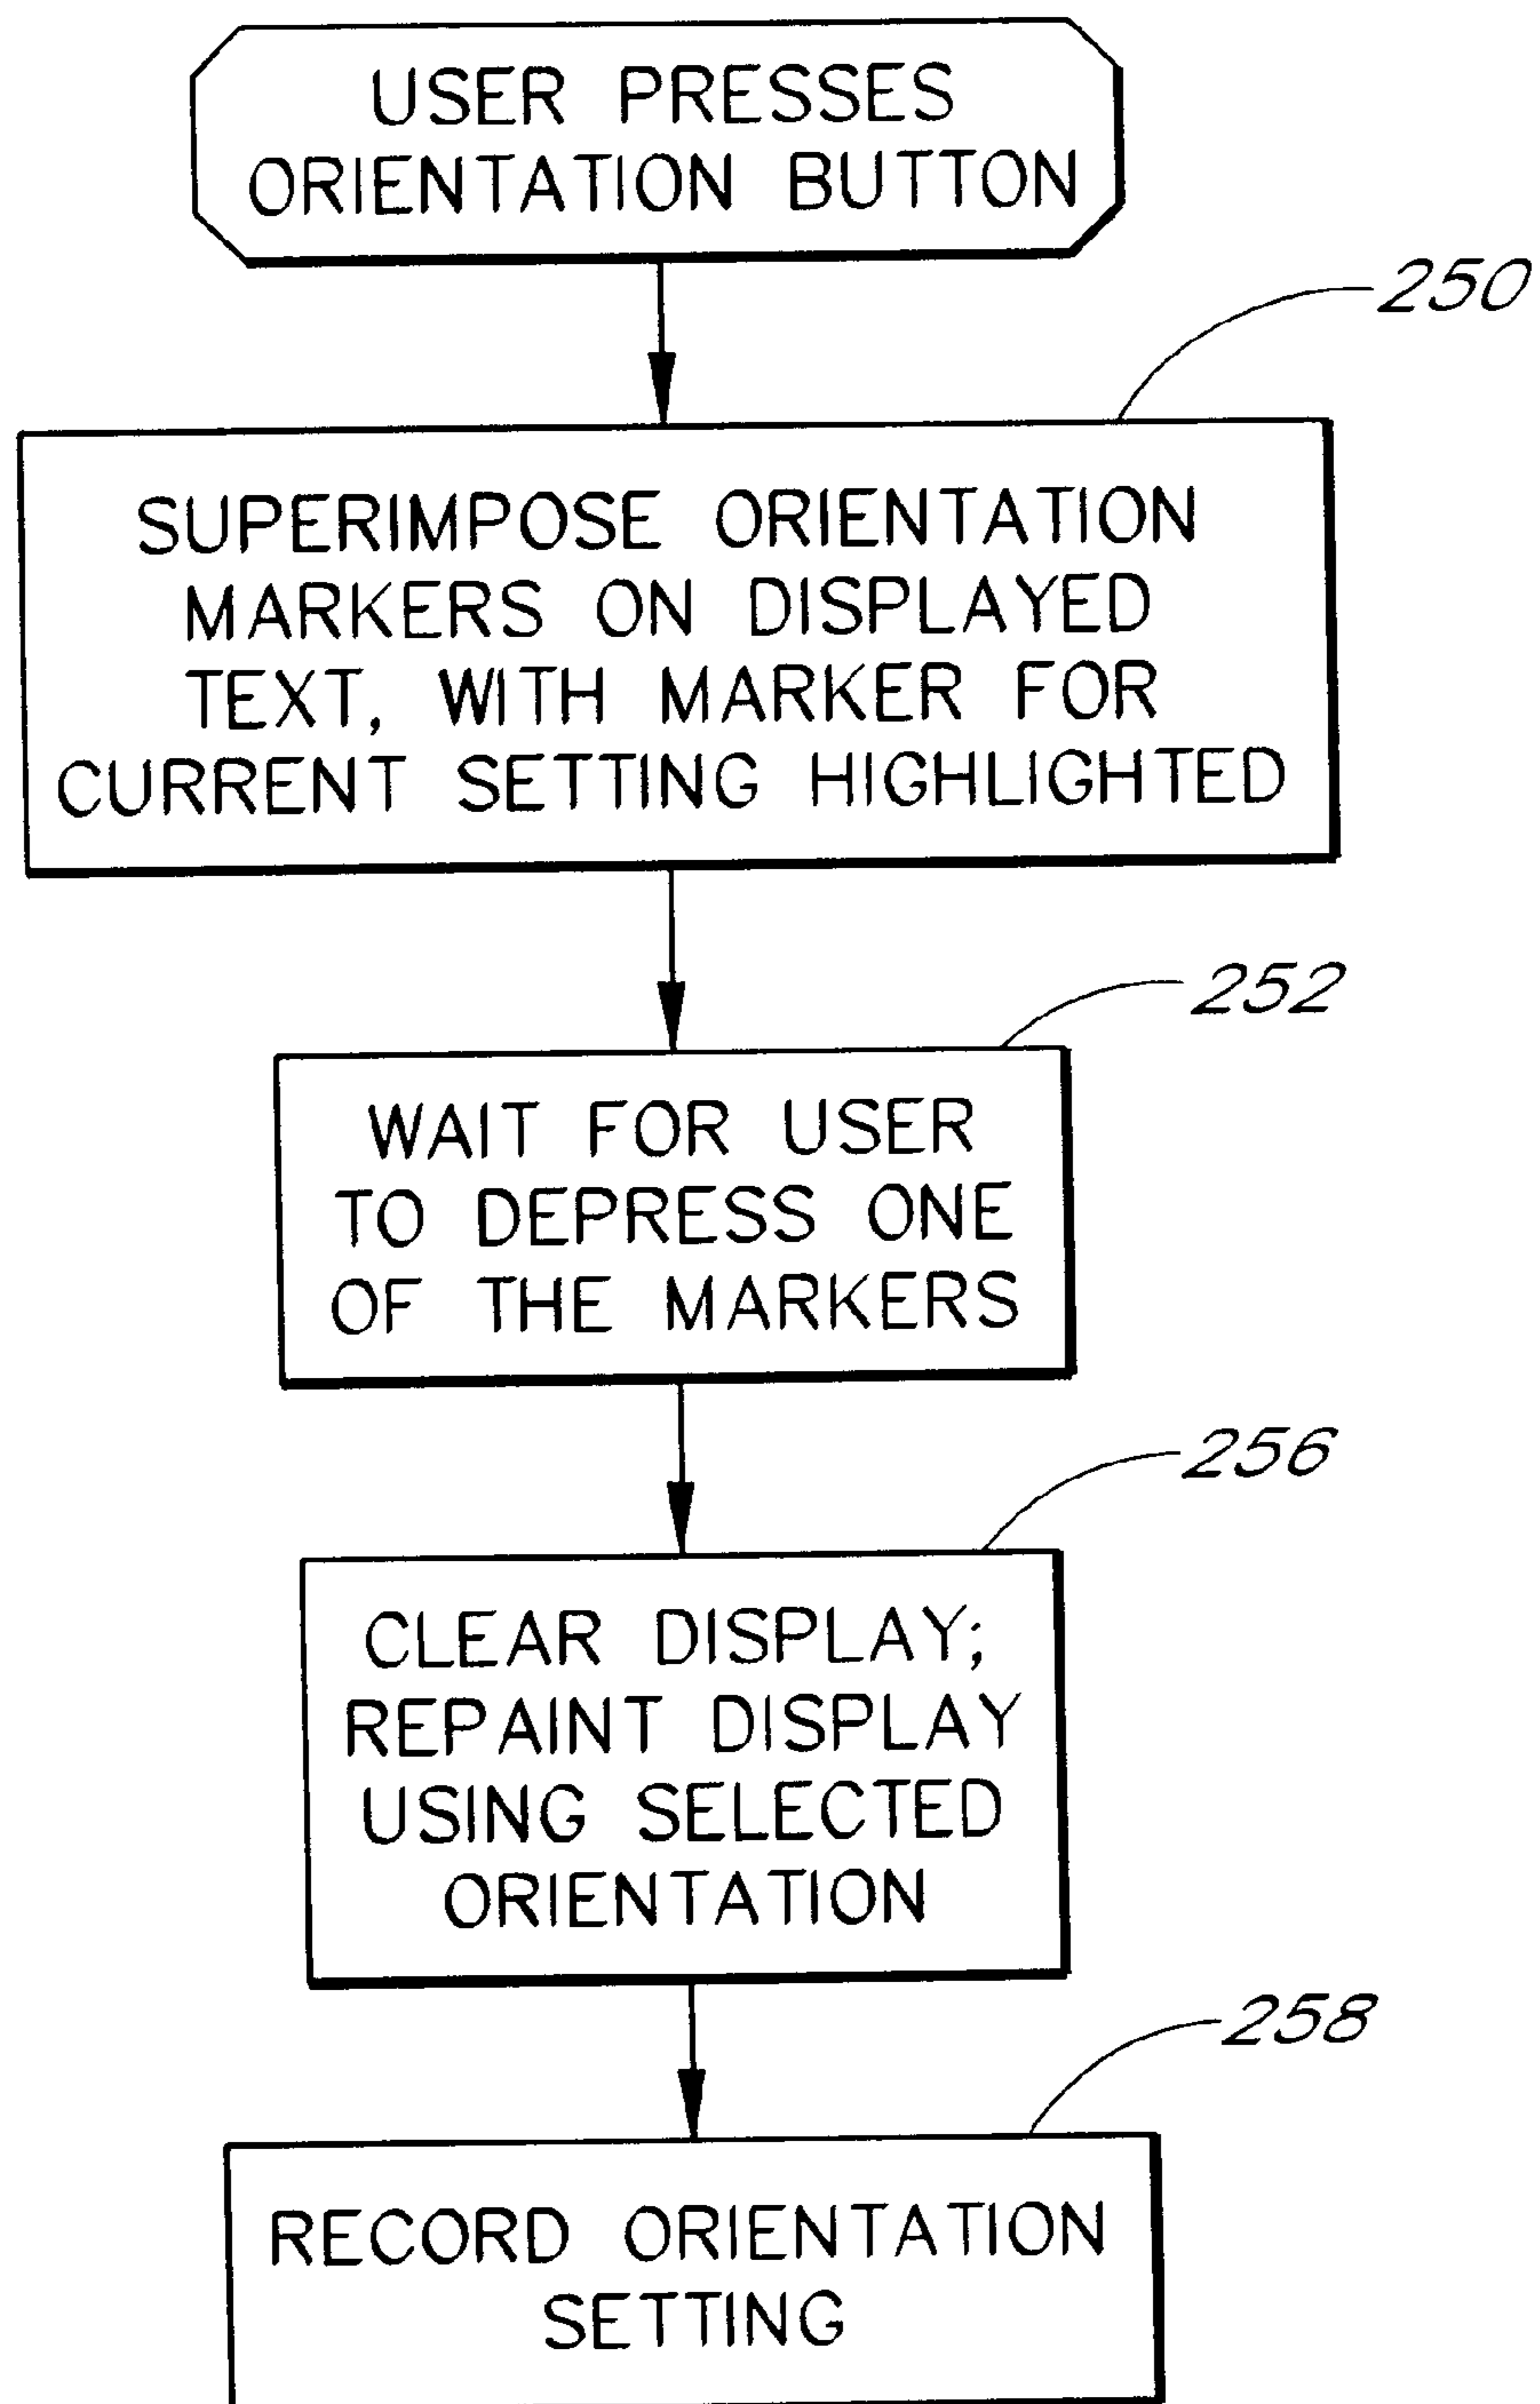 USER PRESSES
ORIENTATION BUTTON
250
SUPERIMPOSE ORIENTATION
MARKERS ON DISPLAYED
TEXT, WITH MARKER FOR
CURRENT SETTING HIGHLIGHTED
252
WAIT FOR USER
TO DEPRESS ONE
OF THE MARKERS
256
CLEAR DISPLAY;
REPAINT DISPLAY
USING SELECTED
ORIENTATION
258
RECORD ORIENTATION
SETTING